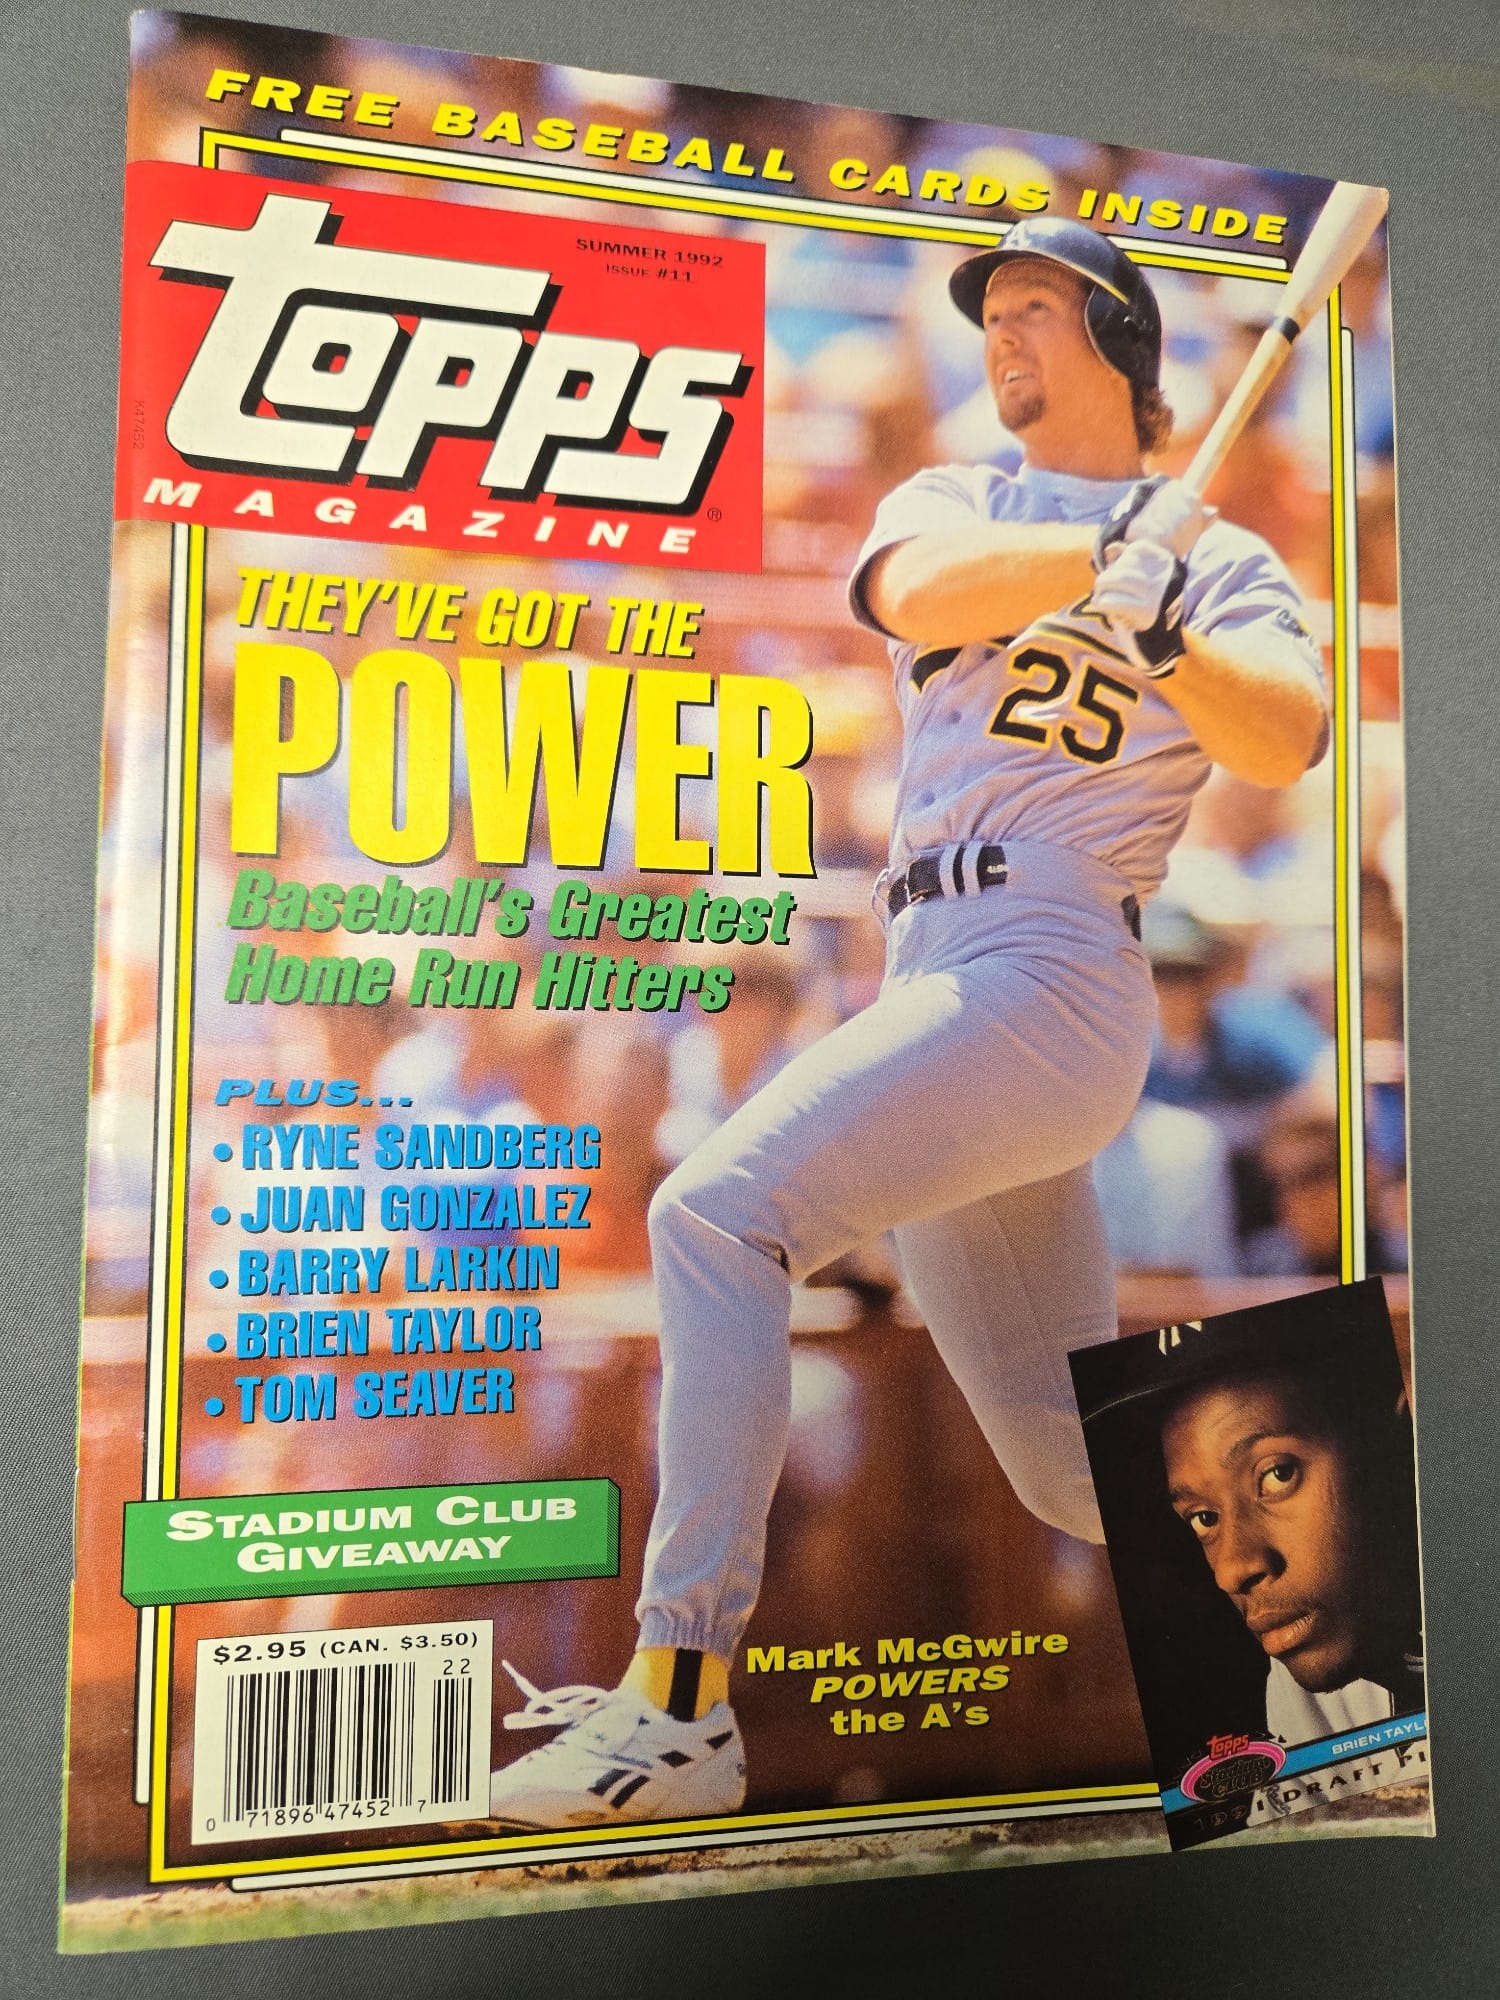 FREE BASEBALL CARDS INSIDE
SUMMER 1992
ISSUE #11
Topps®
MAGAZINE
K47452
THEY'VE GOT THE
POWER
Baseball's Greatest
Home Run Hitters
25
PLUS...
• RYNE SANDBERG
• JUAN GONZALEZ
• BARRY LARKIN
• BRIEN TAYLOR
• TOM SEAVER
STADIUM CLUB
GIVEAWAY
$2.95 (CAN. $3.50)
22
0 71896 47452 7
Mark McGwire
POWERS
the A's
Topps
STADIUM CLUB
BRIEN TAYL
1991 DRAFT PI